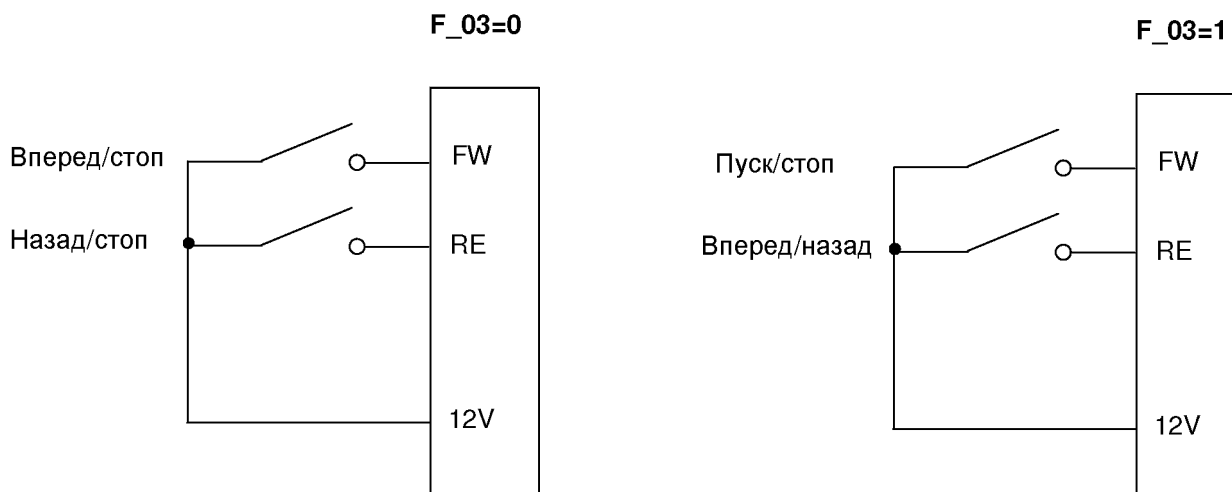 F_03=0
Вперед/стоп
FW
Назад/стоп
RE
12V
F_03=1
Пуск/стоп
FW
Вперед/назад
RE
12V